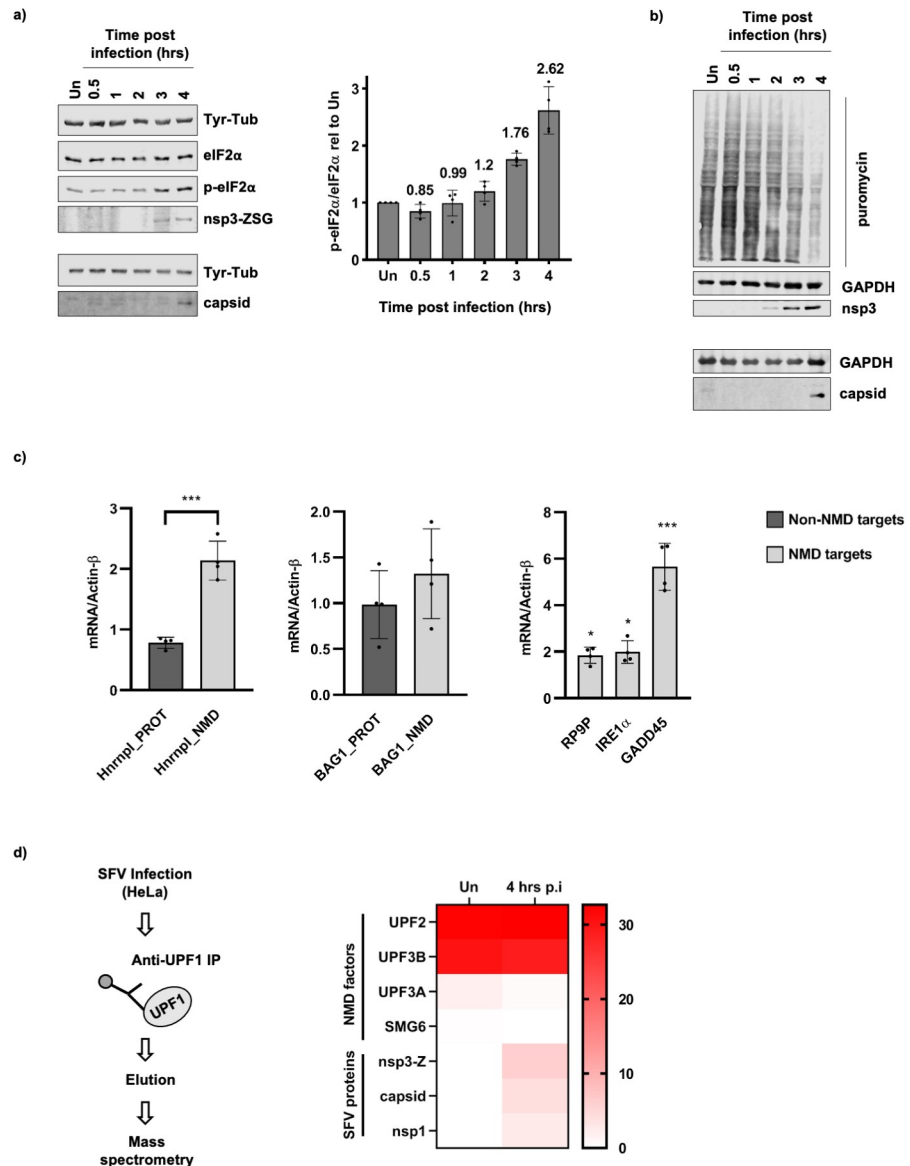 a)
Time post
infection (hrs)
Un
0.5
1
2
3
4
Tyr-Tub
eIF2α
p-eIF2α
nsp3-ZSG
Tyr-Tub
capsid
p-eIF2α/eIF2α rel to Un
3
2
1
0
0.85
0.99
1.2
1.76
2.62
Un 0.5 1 2 3 4
Time post infection (hrs)
b)
Time post
infection (hrs)
Un
0.5
1
2
3
4
puromycin
GAPDH
nsp3
GAPDH
capsid
c)
mRNA/Actin-β
3
2
1
0
***
Hnrnpl_PROT
Hnrnpl_NMD
mRNA/Actin-β
2.0
1.5
1.0
0.5
0.0
BAG1_PROT
BAG1_NMD
mRNA/Actin-β
8
6
4
2
0
*
*
***
RP9P
IRE1α
GADD45
Non-NMD targets
NMD targets
d)
SFV Infection
(HeLa)
Anti-UPF1 IP
UPF1
Elution
Mass
spectrometry
Un 4 hrs p.i
NMD factors
UPF2
UPF3B
UPF3A
SMG6
SFV proteins
nsp3-Z
capsid
nsp1
30
20
10
0